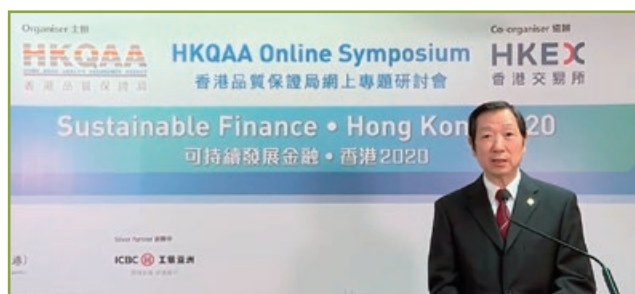 Organiser 主辦
HKQAA
香港品質保證局
HKQAA Online Symposium
香港品質保證局網上專題研討會
Co-organiser 協辦
HKEX
香港交易所
Sustainable Finance • Hong Kon 20
可持續發展金融 • 香港2020
Silver Partner
ICBC 工銀亞洲
港)